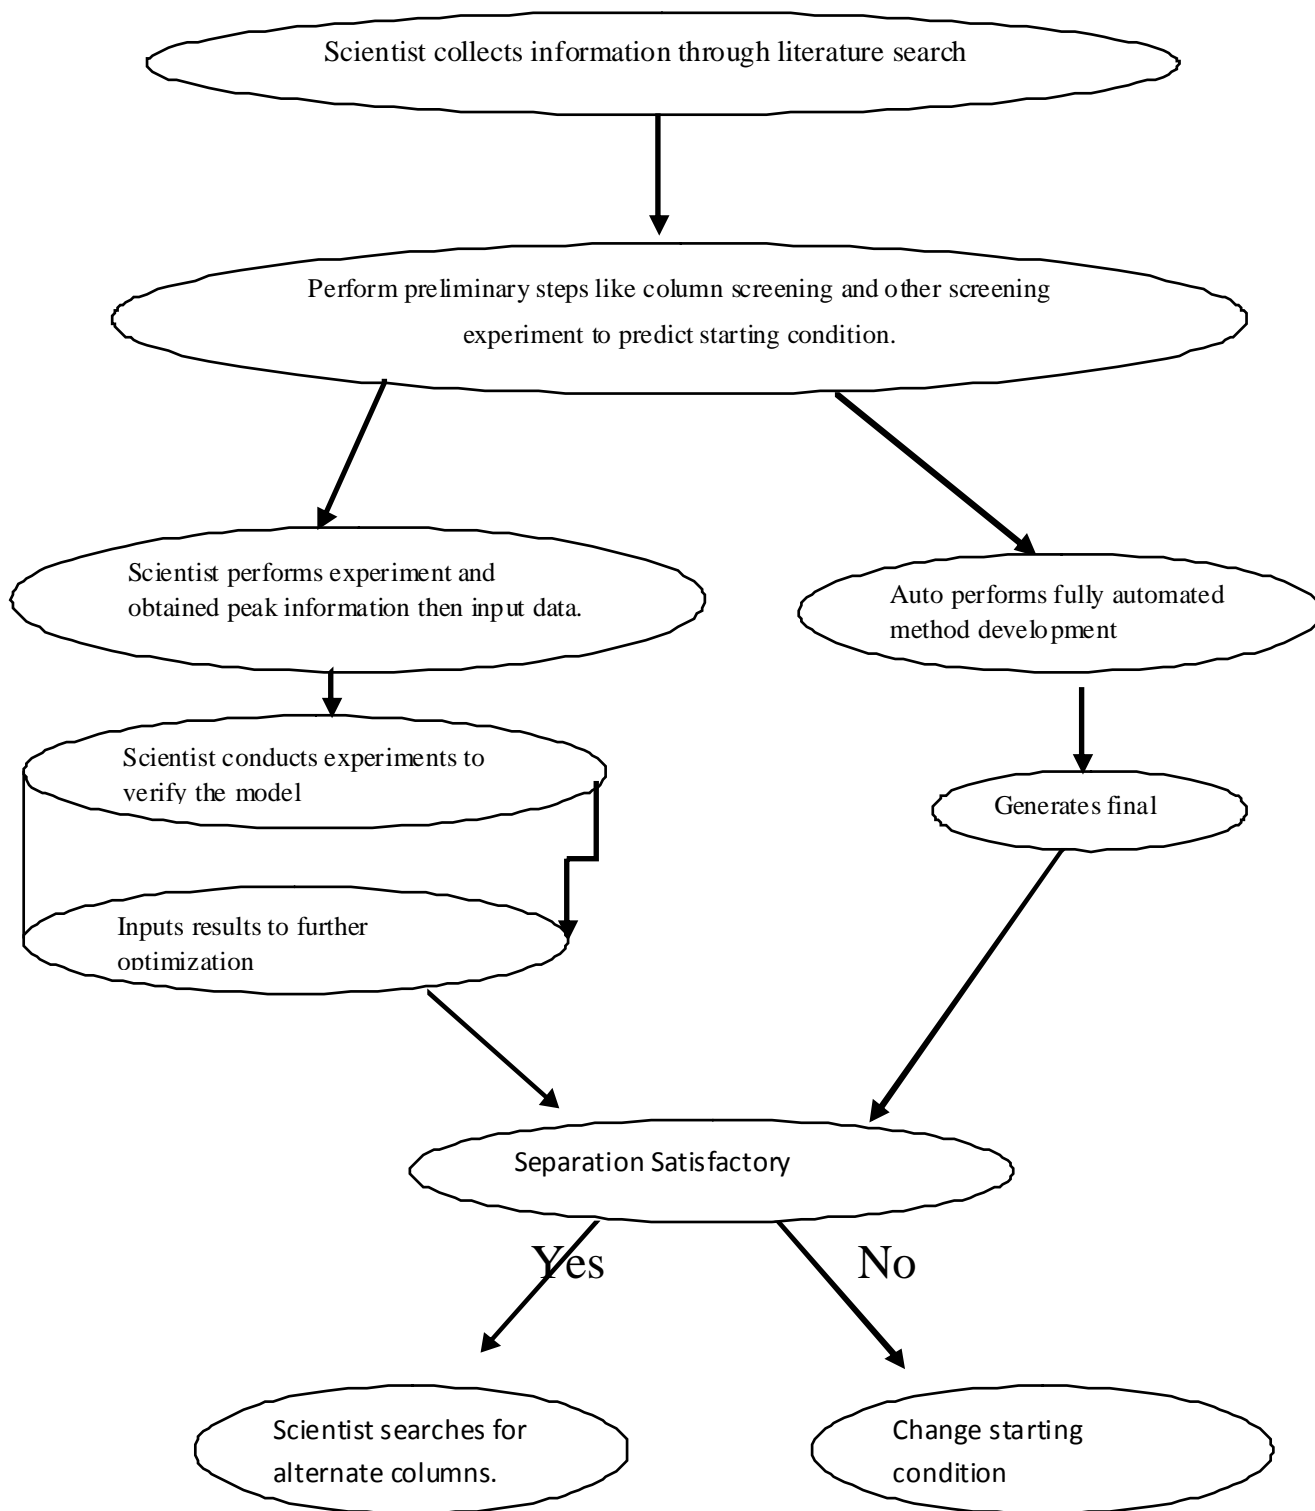 Scientist collects information through literature search
Perform preliminary steps like column screening and other screening
experiment to predict starting condition.
Scientist performs experiment and
obtained peak information then input data.
Auto performs fully automated
method development
Scientist conducts experiments to
verify the model
Generates final
Inputs results to further
optimization
Separation Satisfactory
Yes
No
Scientist searches for
alternate columns.
Change starting
condition